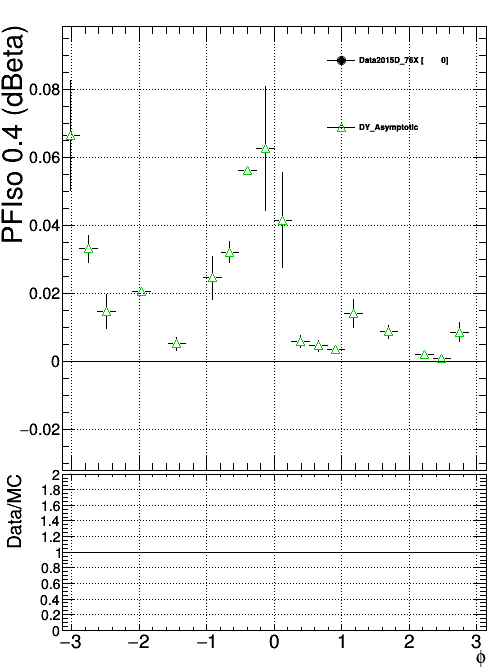 PFIso 0.4 (dBeta)
Data2015D_76X [ 0]
DY_Asymptotic
0.08
0.06
0.04
0.02
0
−0.02
Data/MC
2
1.8
1.6
1.4
1.2
1
0.8
0.6
0.4
0.2
0
−3 −2 −1 0 1 2 3
ϕ